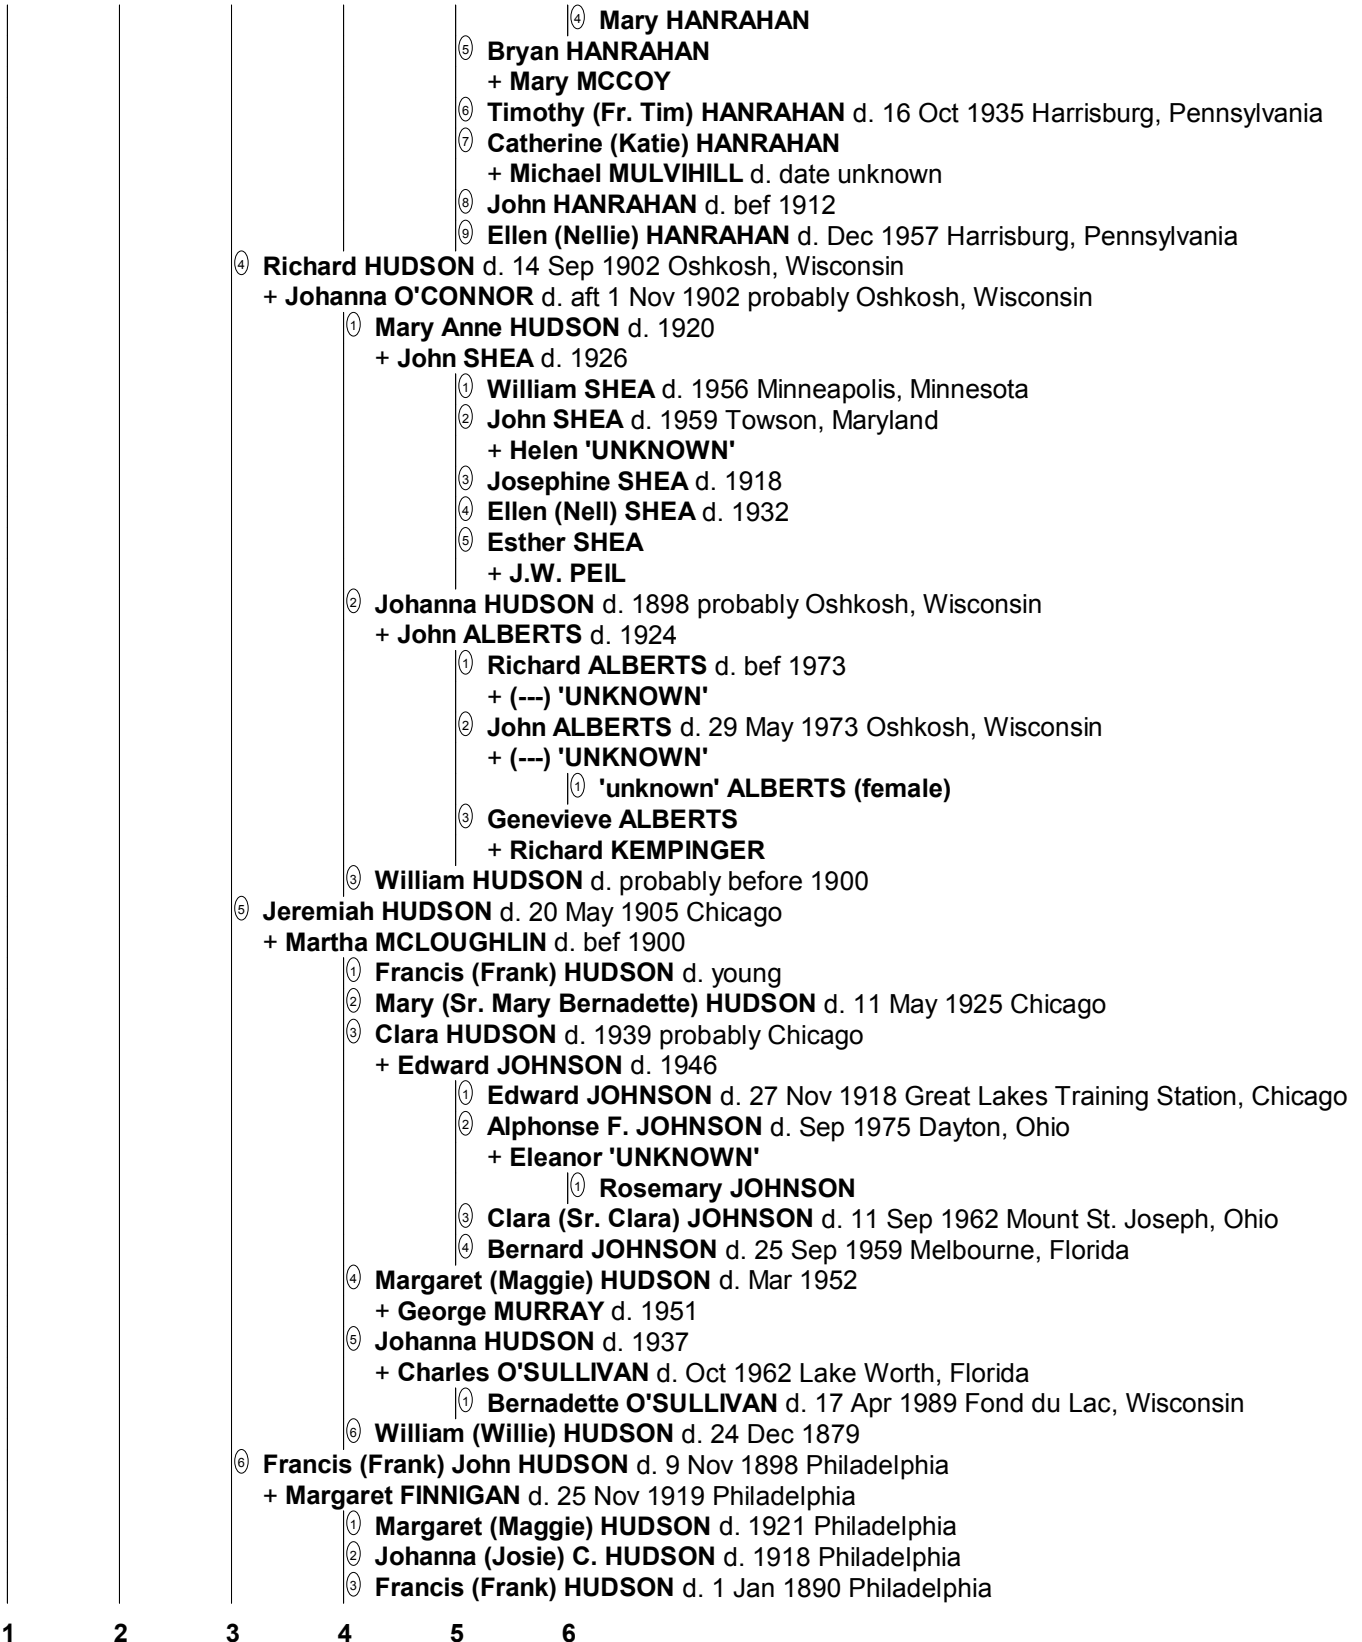 ④ Mary HANRAHAN
⑤ Bryan HANRAHAN
+ Mary MCCOY
⑥ Timothy (Fr. Tim) HANRAHAN d. 16 Oct 1935 Harrisburg, Pennsylvania
⑦ Catherine (Katie) HANRAHAN
+ Michael MULVIHILL d. date unknown
⑧ John HANRAHAN d. bef 1912
⑨ Ellen (Nellie) HANRAHAN d. Dec 1957 Harrisburg, Pennsylvania
④ Richard HUDSON d. 14 Sep 1902 Oshkosh, Wisconsin
+ Johanna O'CONNOR d. aft 1 Nov 1902 probably Oshkosh, Wisconsin
① Mary Anne HUDSON d. 1920
+ John SHEA d. 1926
① William SHEA d. 1956 Minneapolis, Minnesota
② John SHEA d. 1959 Towson, Maryland
+ Helen 'UNKNOWN'
③ Josephine SHEA d. 1918
④ Ellen (Nell) SHEA d. 1932
⑤ Esther SHEA
+ J.W. PEIL
② Johanna HUDSON d. 1898 probably Oshkosh, Wisconsin
+ John ALBERTS d. 1924
① Richard ALBERTS d. bef 1973
+ (---) 'UNKNOWN'
② John ALBERTS d. 29 May 1973 Oshkosh, Wisconsin
+ (---) 'UNKNOWN'
① 'unknown' ALBERTS (female)
③ Genevieve ALBERTS
+ Richard KEMPINGER
③ William HUDSON d. probably before 1900
⑤ Jeremiah HUDSON d. 20 May 1905 Chicago
+ Martha MCLOUGHLIN d. bef 1900
① Francis (Frank) HUDSON d. young
② Mary (Sr. Mary Bernadette) HUDSON d. 11 May 1925 Chicago
③ Clara HUDSON d. 1939 probably Chicago
+ Edward JOHNSON d. 1946
① Edward JOHNSON d. 27 Nov 1918 Great Lakes Training Station, Chicago
② Alphonse F. JOHNSON d. Sep 1975 Dayton, Ohio
+ Eleanor 'UNKNOWN'
① Rosemary JOHNSON
③ Clara (Sr. Clara) JOHNSON d. 11 Sep 1962 Mount St. Joseph, Ohio
④ Bernard JOHNSON d. 25 Sep 1959 Melbourne, Florida
④ Margaret (Maggie) HUDSON d. Mar 1952
+ George MURRAY d. 1951
⑤ Johanna HUDSON d. 1937
+ Charles O'SULLIVAN d. Oct 1962 Lake Worth, Florida
① Bernadette O'SULLIVAN d. 17 Apr 1989 Fond du Lac, Wisconsin
⑥ William (Willie) HUDSON d. 24 Dec 1879
⑥ Francis (Frank) John HUDSON d. 9 Nov 1898 Philadelphia
+ Margaret FINNIGAN d. 25 Nov 1919 Philadelphia
① Margaret (Maggie) HUDSON d. 1921 Philadelphia
② Johanna (Josie) C. HUDSON d. 1918 Philadelphia
③ Francis (Frank) HUDSON d. 1 Jan 1890 Philadelphia
1 2 3 4 5 6